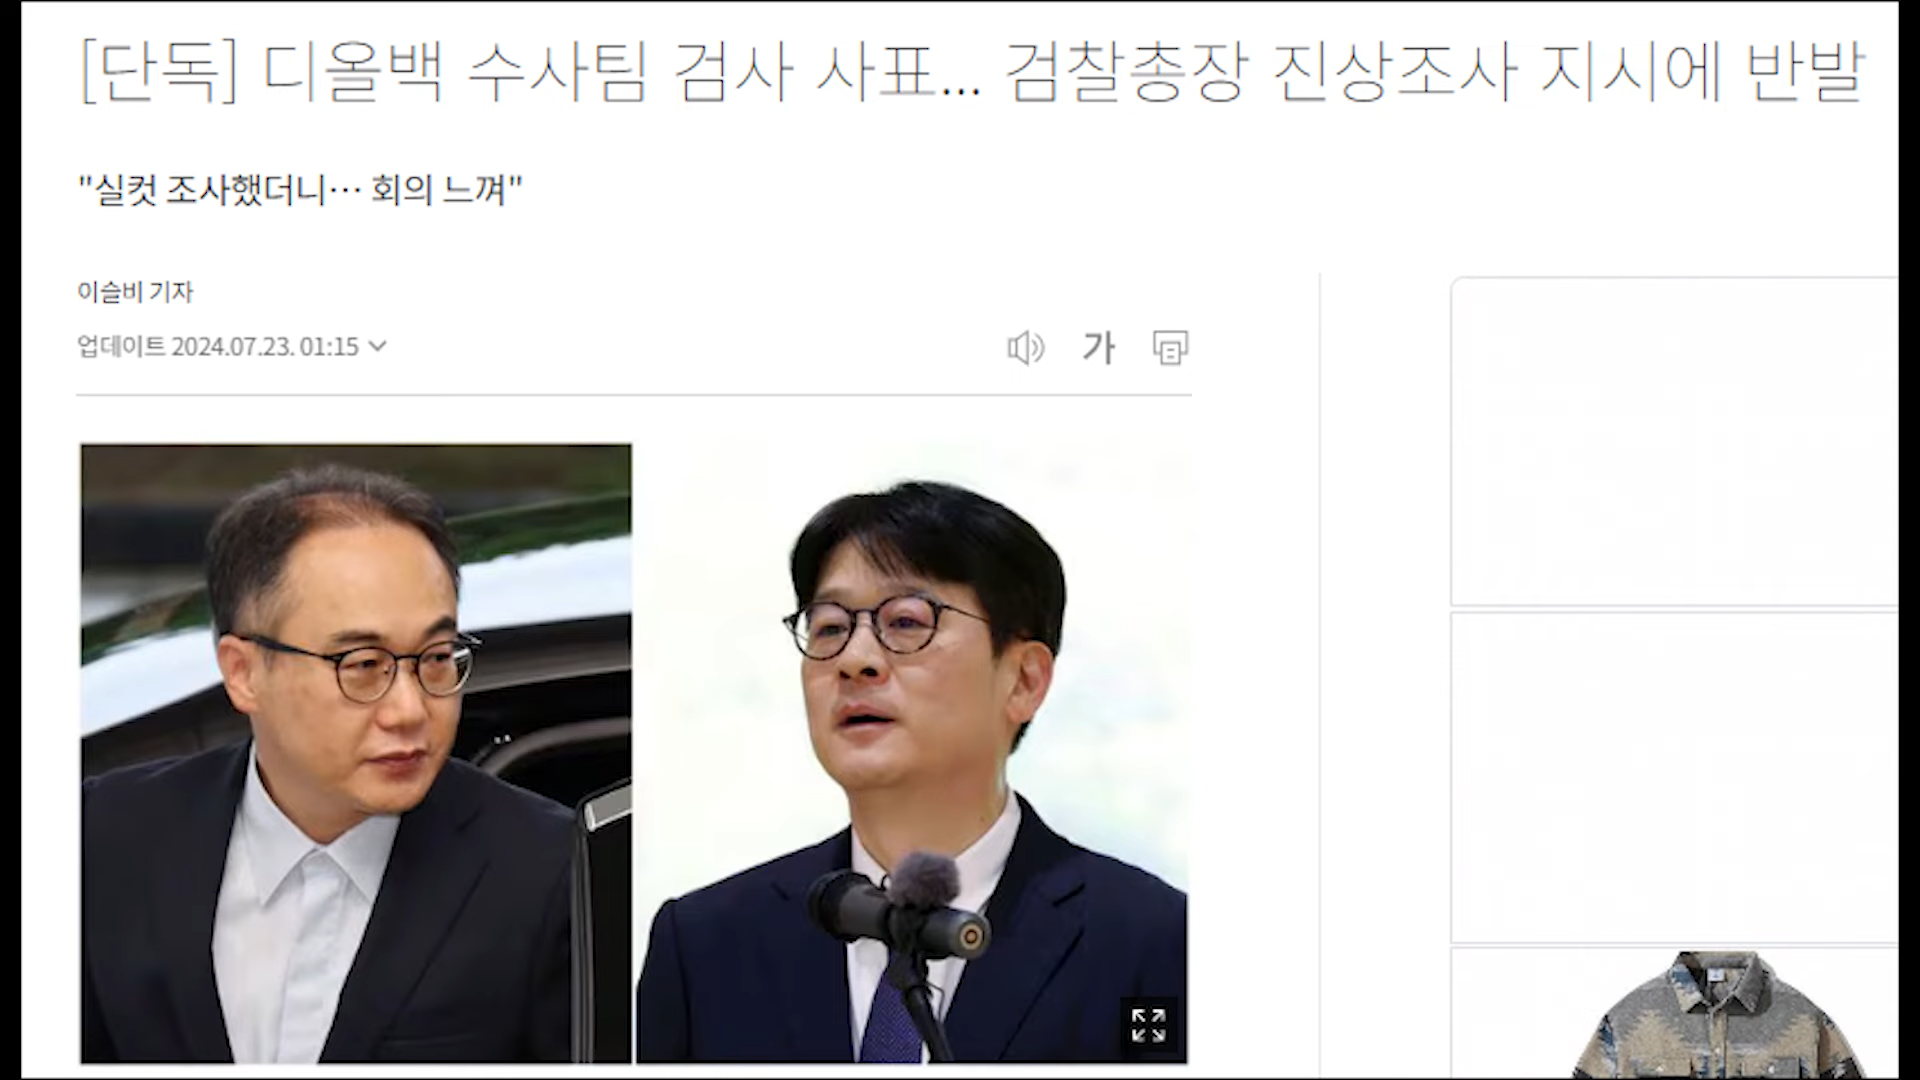 [단독] 디올백 수사팀 검사 사표... 검찰총장 진상조사 지시에 반발
"실컷 조사했더니… 회의 느껴"
이슬비 기자
업데이트 2024.07.23. 01:15
가